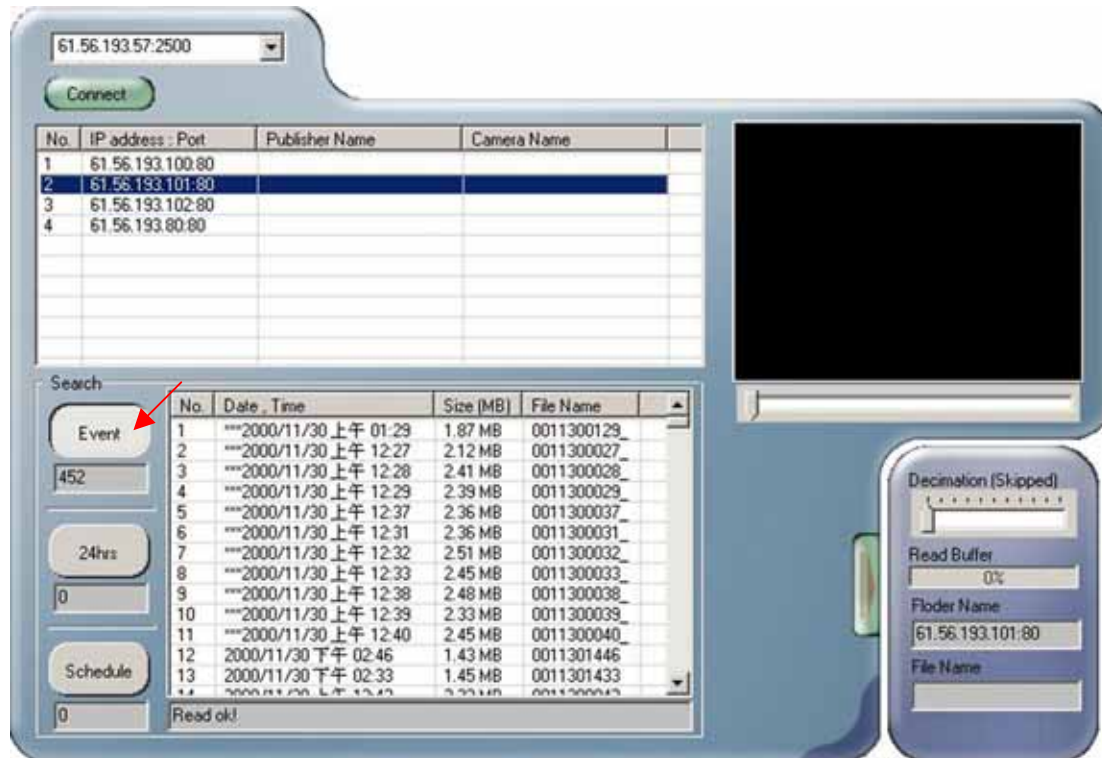 61.56.193.57:2500
Connect
No. IP address : Port Publisher Name Camera Name
1 61.56.193.100:80
2 61.56.193.101:80
3 61.56.193.102:80
4 61.56.193.80:80
Search
Event
452
24hrs
0
Schedule
0
No. Date , Time Size (MB) File Name
1 ***2000/11/30 上午 01:29 1.87 MB 0011300129_
2 ***2000/11/30 上午 12:27 2.12 MB 0011300027_
3 ***2000/11/30 上午 12:28 2.41 MB 0011300028_
4 ***2000/11/30 上午 12:29 2.39 MB 0011300029_
5 ***2000/11/30 上午 12:37 2.36 MB 0011300037_
6 ***2000/11/30 上午 12:31 2.36 MB 0011300031_
7 ***2000/11/30 上午 12:32 2.51 MB 0011300032_
8 ***2000/11/30 上午 12:33 2.45 MB 0011300033_
9 ***2000/11/30 上午 12:38 2.48 MB 0011300038_
10 ***2000/11/30 上午 12:39 2.33 MB 0011300039_
11 ***2000/11/30 上午 12:40 2.45 MB 0011300040_
12 2000/11/30 下午 02:46 1.43 MB 0011301446
13 2000/11/30 下午 02:33 1.45 MB 0011301433
Read ok!
Decimation (Skipped)
Read Buffer
0%
Floder Name
61.56.193.101:80
File Name